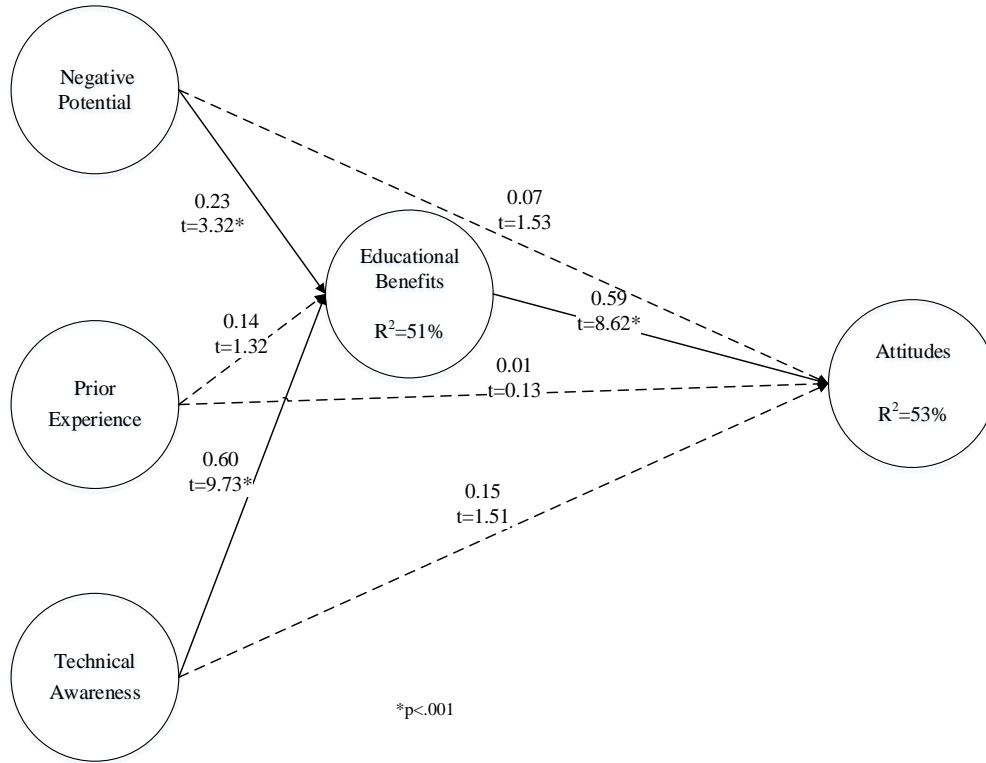 Negative
Potential
0.23
t=3.32*
0.07
t=1.53
Educational
Benefits
R²=51%
0.59
t=8.62*
0.14
t=1.32
Prior
Experience
0.01
t=0.13
Attitudes
R²=53%
0.60
t=9.73*
0.15
t=1.51
Technical
Awareness
*p<.001